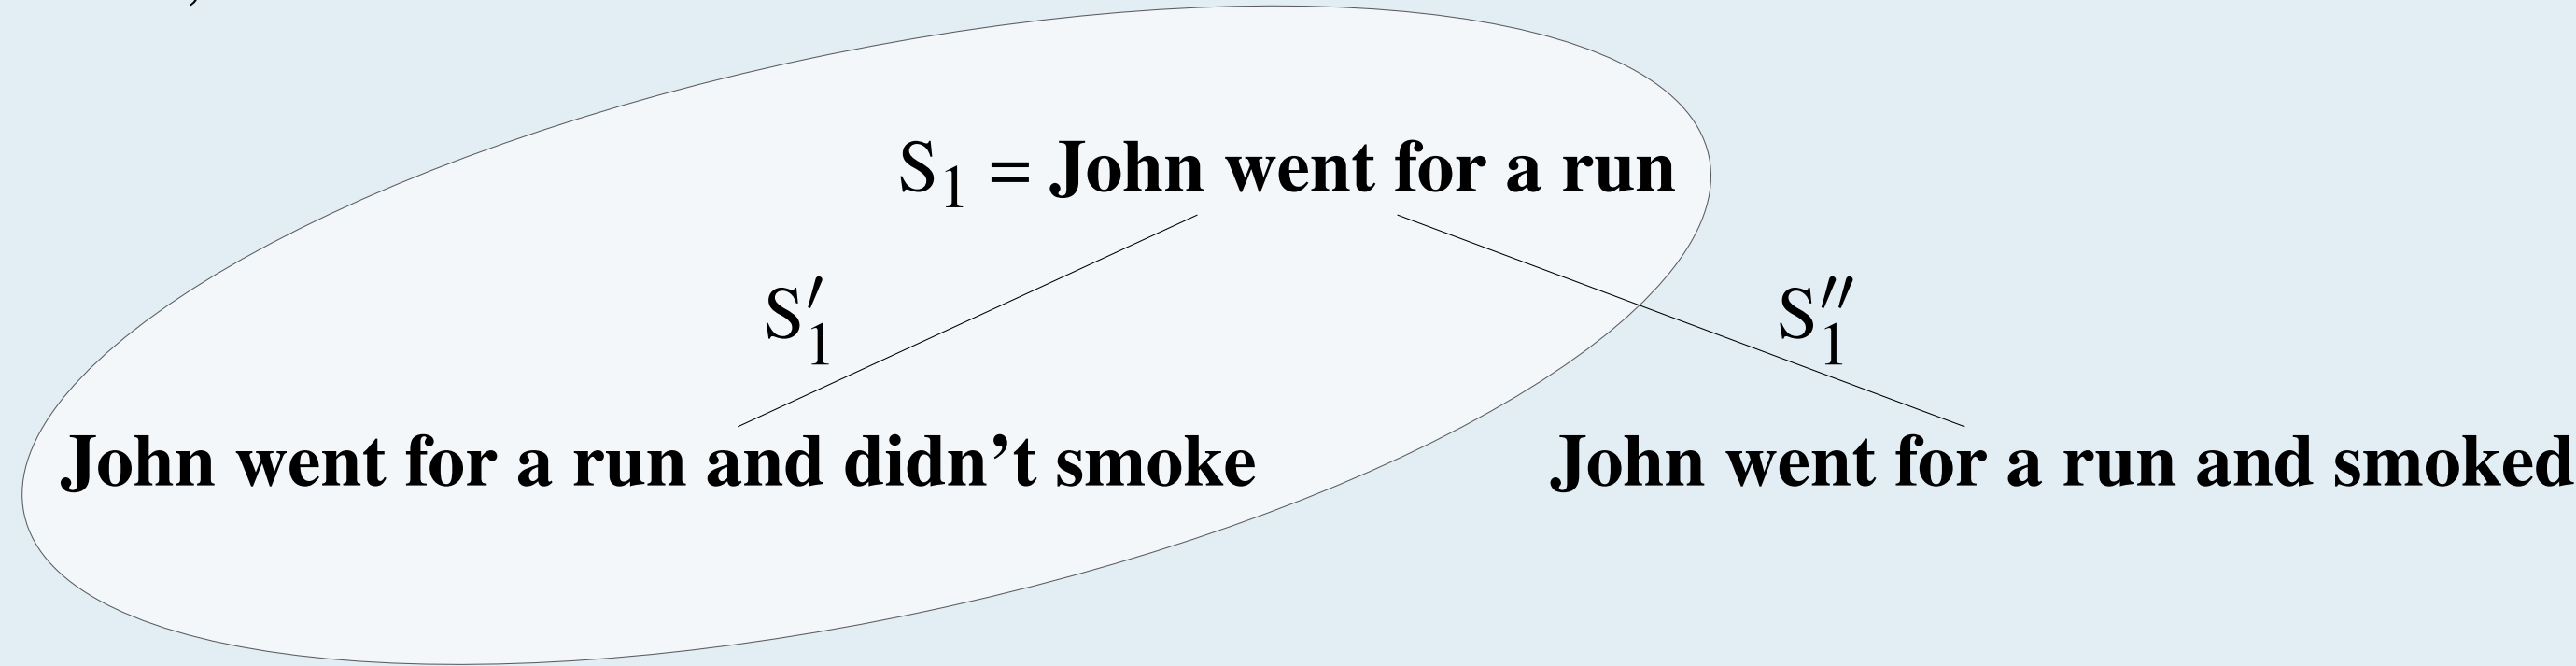 S₁ = John went for a run
S′₁ S″₁
John went for a run and didn’t smoke John went for a run and smoked